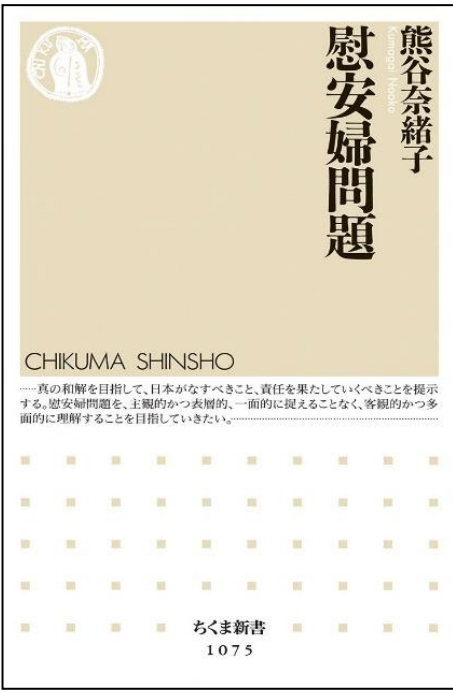 熊谷奈緒子
Kumagai Naoko
慰安婦問題
CHIKUMA SHINSHO
……真の和解を目指して、日本がなすべきこと、責任を果たしていくべきことを提示
する。慰安婦問題を、主観的かつ表層的、一面的に捉えることなく、客観的かつ多
面的に理解することを目指していきたい。……………………………………
ちくま新書
1075